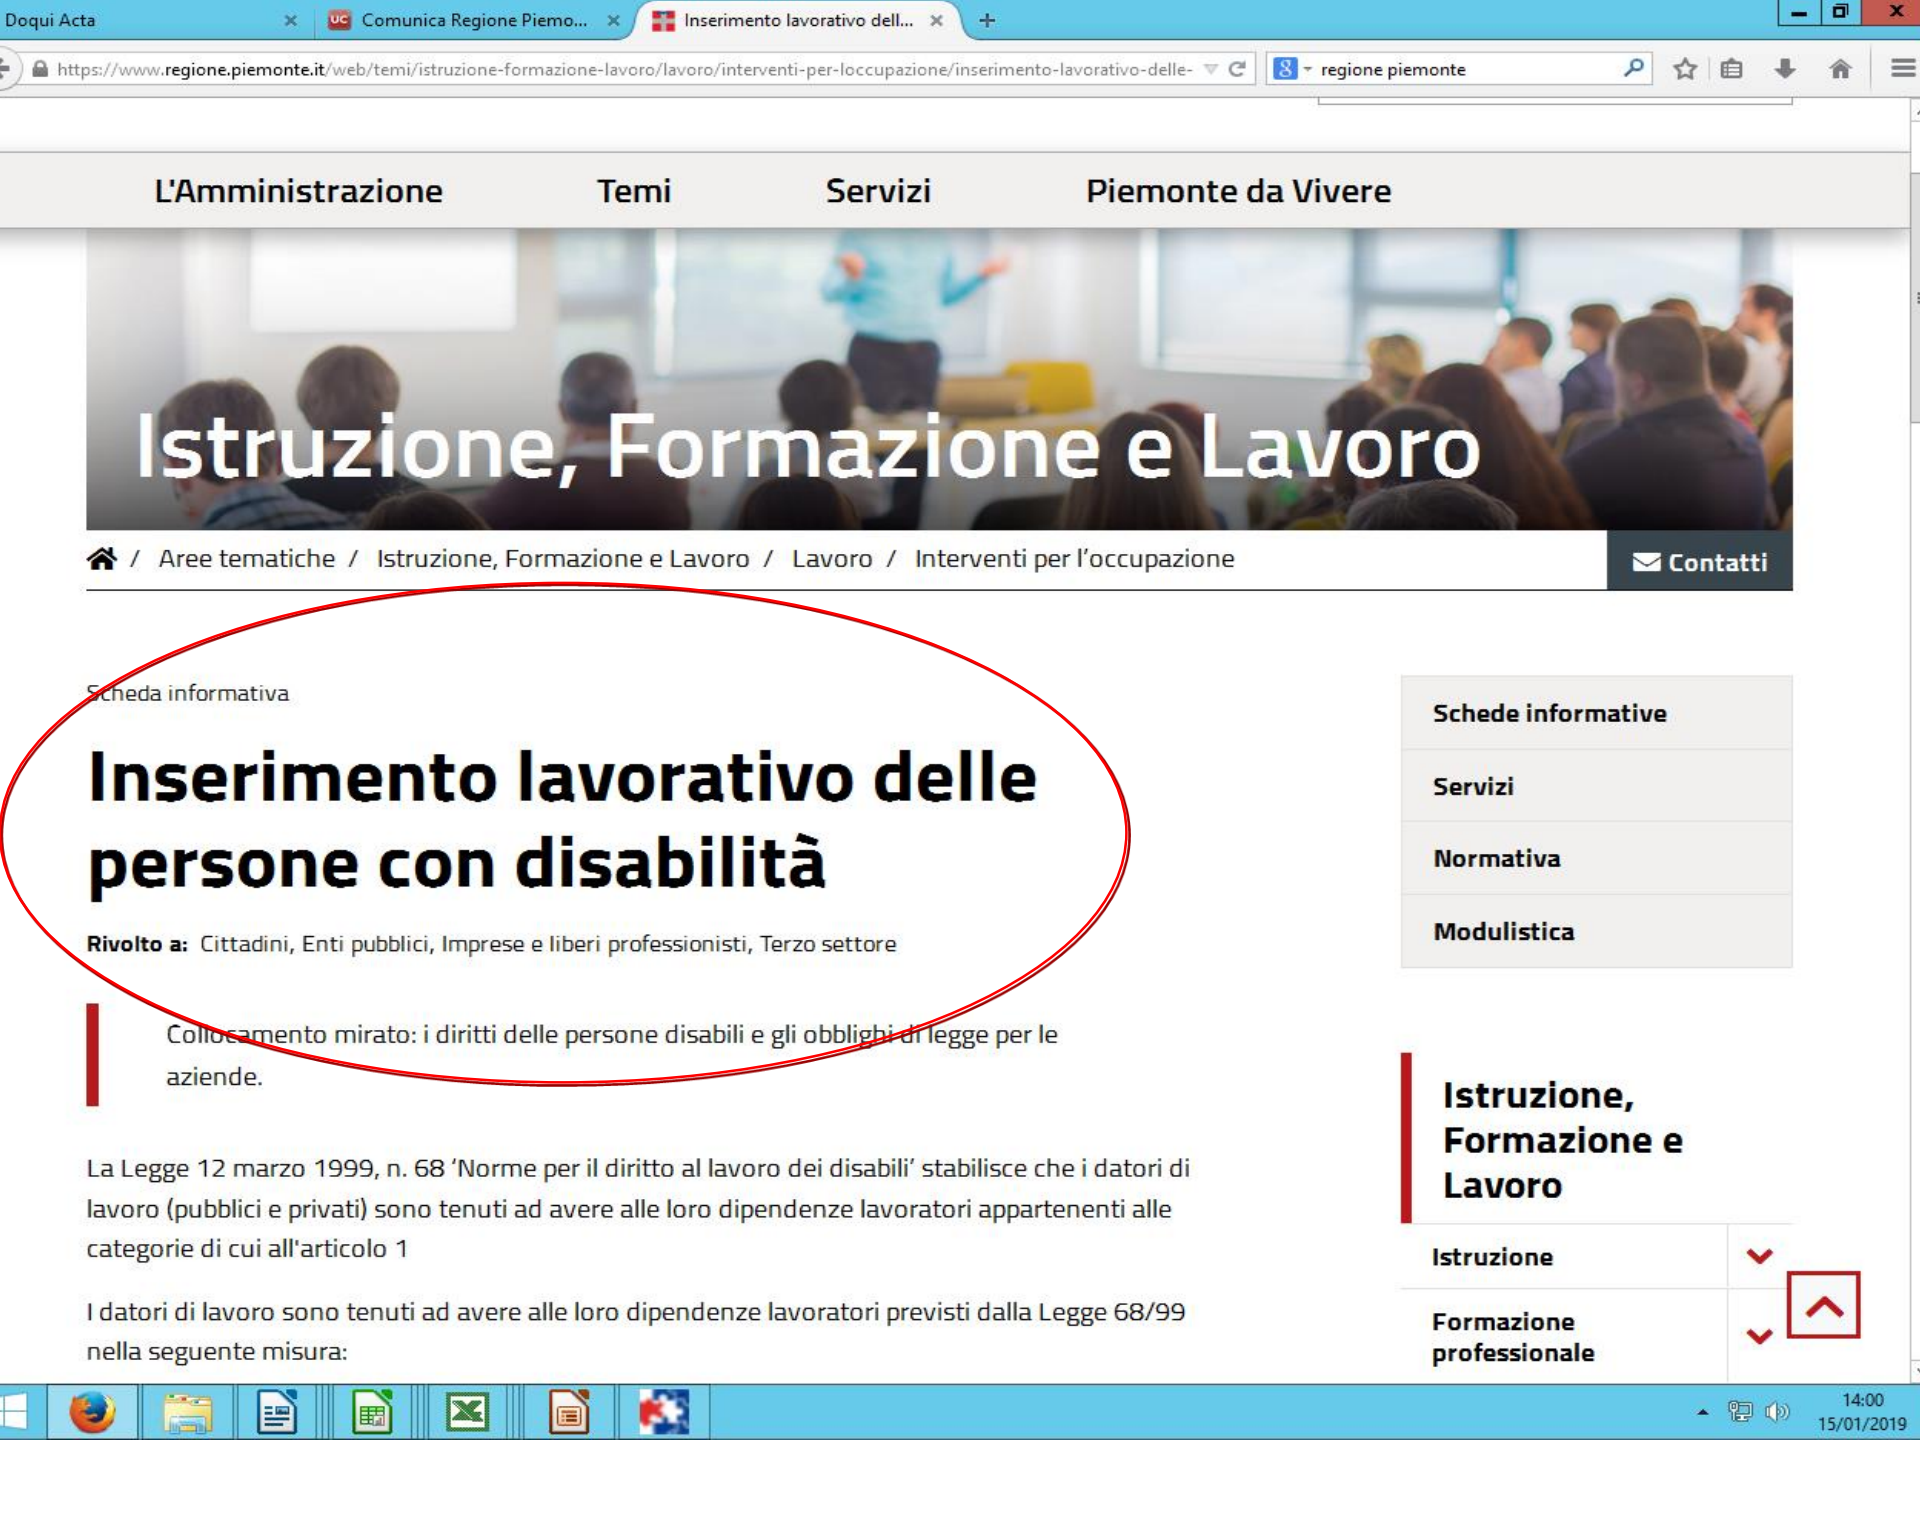 Doqui Acta
UC Comunica Regione Piemo...
Inserimento lavorativo dell...
https://www.regione.piemonte.it/web/temi/istruzione-formazione-lavoro/lavoro/interventi-per-loccupazione/inserimento-lavorativo-delle-
8 regione piemonte
L'Amministrazione
Temi
Servizi
Piemonte da Vivere
Istruzione, Formazione e Lavoro
/ Aree tematiche / Istruzione, Formazione e Lavoro / Lavoro / Interventi per l’occupazione
Contatti
Scheda informativa
Inserimento lavorativo delle
persone con disabilità
Rivolto a: Cittadini, Enti pubblici, Imprese e liberi professionisti, Terzo settore
Collocamento mirato: i diritti delle persone disabili e gli obblighi di legge per le
aziende.
La Legge 12 marzo 1999, n. 68 ‘Norme per il diritto al lavoro dei disabili’ stabilisce che i datori di
lavoro (pubblici e privati) sono tenuti ad avere alle loro dipendenze lavoratori appartenenti alle
categorie di cui all'articolo 1
I datori di lavoro sono tenuti ad avere alle loro dipendenze lavoratori previsti dalla Legge 68/99
nella seguente misura:
Schede informative
Servizi
Normativa
Modulistica
Istruzione,
Formazione e
Lavoro
Istruzione
Formazione
professionale
14:00
15/01/2019